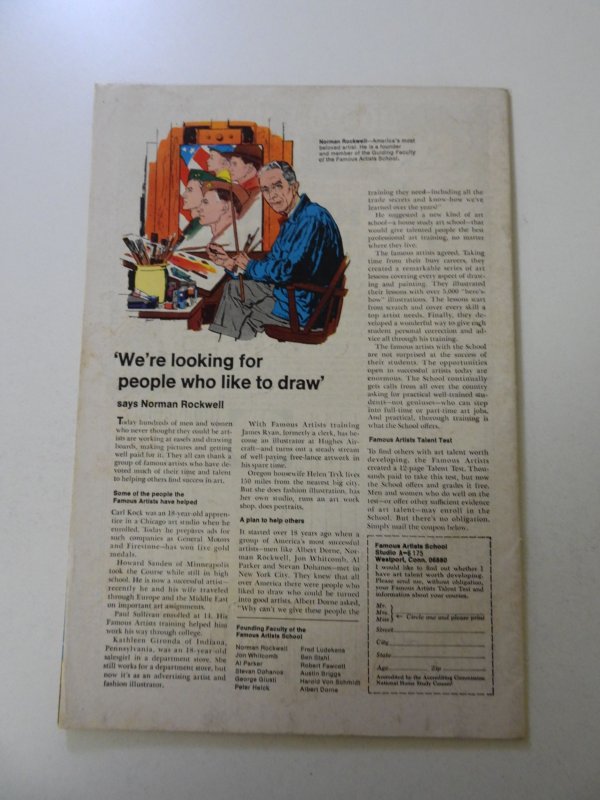 Norman Rockwell—America's most
beloved artist. He is a founder
and member of the Guiding Faculty
of the Famous Artists School.
'We're looking for
people who like to draw'
says Norman Rockwell
Today hundreds of men and women
who never thought they could be art-
ists are working at easels and drawing
boards, making pictures and getting
well paid for it. They all can thank a
group of famous artists who have de-
voted much of their time and talent
to helping others find success in art.
Some of the people the
Famous Artists have helped
Carl Kock was an 18-year-old appren-
tice in a Chicago art studio when he
enrolled. Today he prepares ads for
such companies as General Motors
and Firestone—has won five gold
medals.
Howard Sanden of Minneapolis
took the Course while still in high
school. He is now a successful artist—
recently he and his wife traveled
through Europe and the Middle East
on important art assignments.
Paul Sullivan enrolled at 14. His
Famous Artists training helped him
work his way through college.
Kathleen Gironda of Indiana,
Pennsylvania, was an 18-year-old
salesgirl in a department store. She
still works for a department store, but
now it's as an advertising artist and
fashion illustrator.
With Famous Artists training
James Ryan, formerly a clerk, has be-
come an illustrator at Hughes Air-
craft—and turns out a steady stream
of well-paying free-lance artwork in
his spare time.
Oregon housewife Helen Tryk lives
150 miles from the nearest big city.
But she does fashion illustration, has
her own studio, runs an art work
shop, does portraits.
A plan to help others
It started over 18 years ago when a
group of America's most successful
artists—men like Albert Dorne, Nor-
man Rockwell, Jon Whitcomb, Al
Parker and Stevan Dohanos—met in
New York City. They knew that all
over America there were people who
liked to draw who could be turned
into good artists. Albert Dorne asked,
"Why can't we give these people the
Founding Faculty of the
Famous Artists School
Norman Rockwell
Jon Whitcomb
Al Parker
Stevan Dohanos
George Giusti
Peter Helck
Fred Ludekens
Ben Stahl
Robert Fawcett
Austin Briggs
Harold Von Schmidt
Albert Dorne
training they need—including all the
trade secrets and know-how we've
learned over the years?"
He suggested a new kind of art
school—a home study art school—that
would give talented people the best
professional art training, no matter
where they live.
The famous artists agreed. Taking
time from their busy careers, they
created a remarkable series of art
lessons covering every aspect of draw-
ing and painting. They illustrated
their lessons with over 5,000 "here's
how" illustrations. The lessons start
from scratch and cover every skill a
top artist needs. Finally, they de-
veloped a wonderful way to give each
student personal correction and ad-
vice all through his training.
The famous artists with the School
are not surprised at the success of
their students. The opportunities
open to successful artists today are
enormous. The School continually
gets calls from all over the country
asking for practical well-trained stu-
dents—not geniuses—who can step
into full-time or part-time art jobs.
And practical, thorough training is
what the School offers.
Famous Artists Talent Test
To find others with art talent worth
developing, the Famous Artists
created a 12-page Talent Test. Thou-
sands paid to take this test, but now
the School offers and grades it free.
Men and women who do well on the
test—or offer other sufficient evidence
of art talent—may enroll in the
School. But there's no obligation.
Simply mail the coupon below.
Famous Artists School
Westport, Conn. 06880
I would like to find out whether I
have art talent worth developing.
Please send me, without obligation,
your Famous Artists Talent Test and
information about your courses.
Mr.
Mrs.
Miss
Circle one and please print
Street
City
State
Age Zip
Accredited by the Accrediting Commission
National Home Study Council